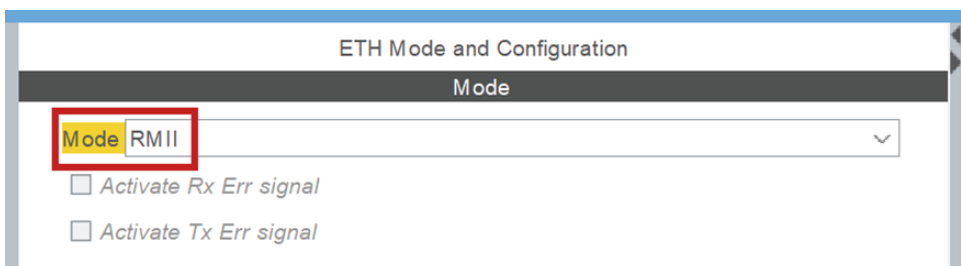 ETH Mode and Configuration
Mode
Mode RMII
Activate Rx Err signal
Activate Tx Err signal